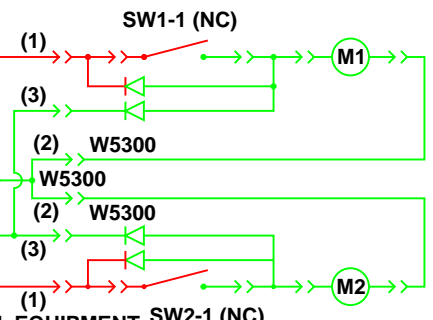 SW1-1 (NC)
(1)
M1
(3)
(2) W5300
W5300
(2) W5300
(3)
M2
(1)
EQUIPMENT SW2-1 (NC)